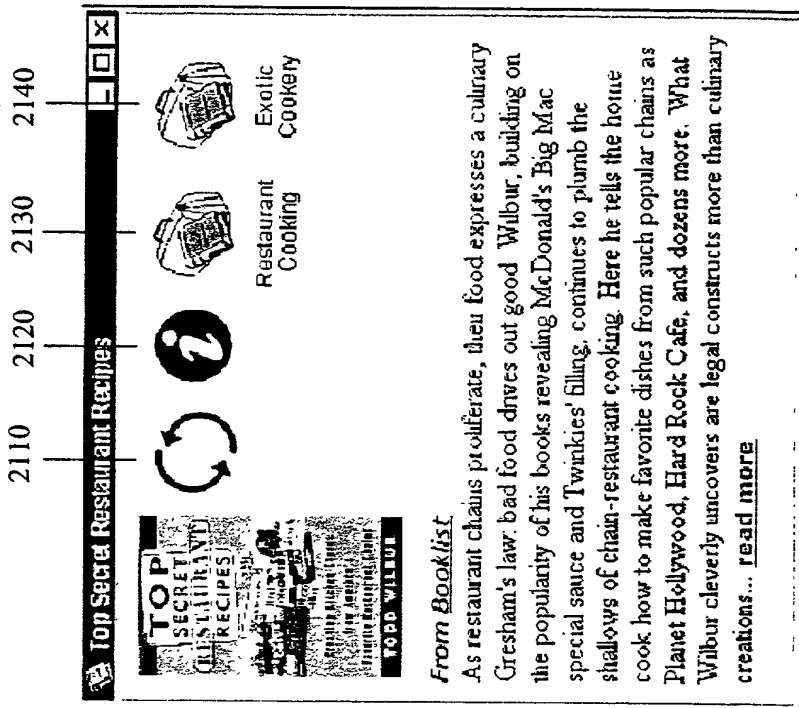 2110 2120 2130 2140
Top Secret Restaurant Recipes
TOP
SECRET
RESTAURANT
RECIPES
TODD WILBUR
Restaurant
Cooking
Exotic
Cookery
From Booklist
As restaurant chains proliferate, their food expresses a culinary
Gresham's law: bad food drives out good. Wilbur, building on
the popularity of his books revealing McDonald's Big Mac
special sauce and Twinkies' filling, continues to plumb the
shallows of chain-restaurant cooking. Here he tells the home
cook how to make favorite dishes from such popular chains as
Planet Hollywood, Hard Rock Cafe, and dozens more. What
Wilbur cleverly uncovers are legal constructs more than culinary
creations... read more